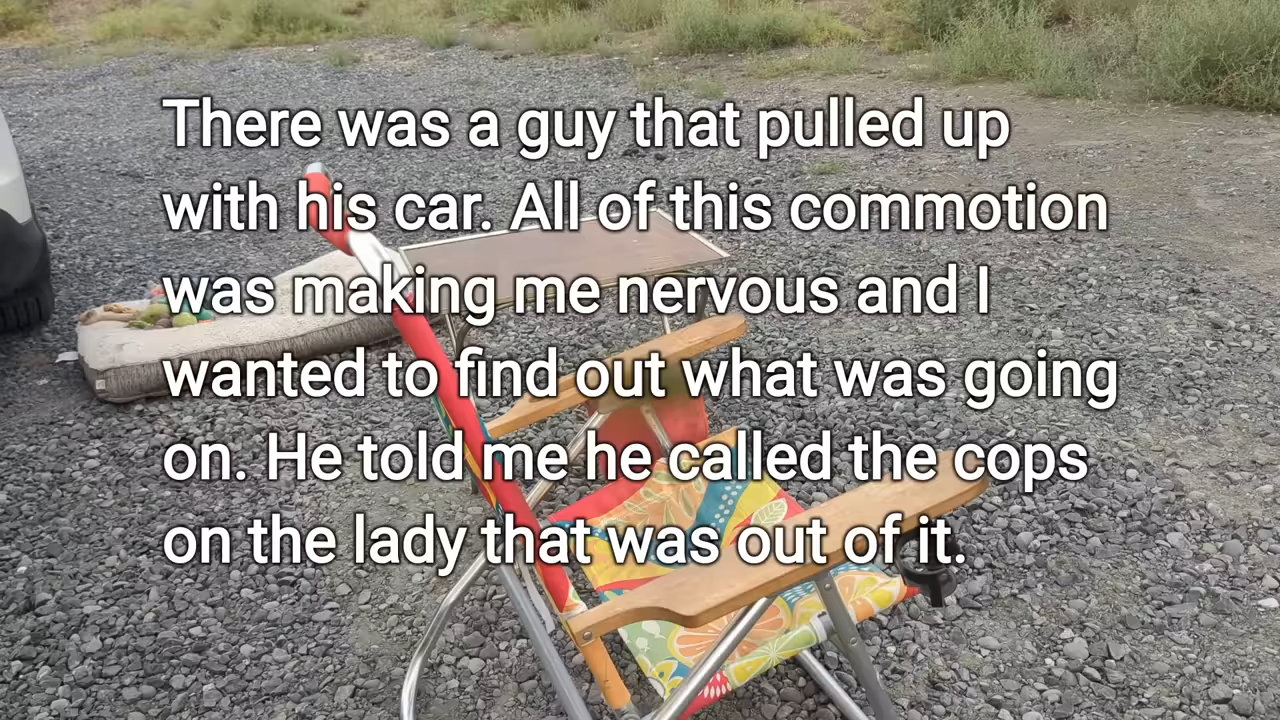 There was a guy that pulled up
with his car. All of this commotion
was making me nervous and I
wanted to find out what was going
on. He told me he called the cops
on the lady that was out of it.